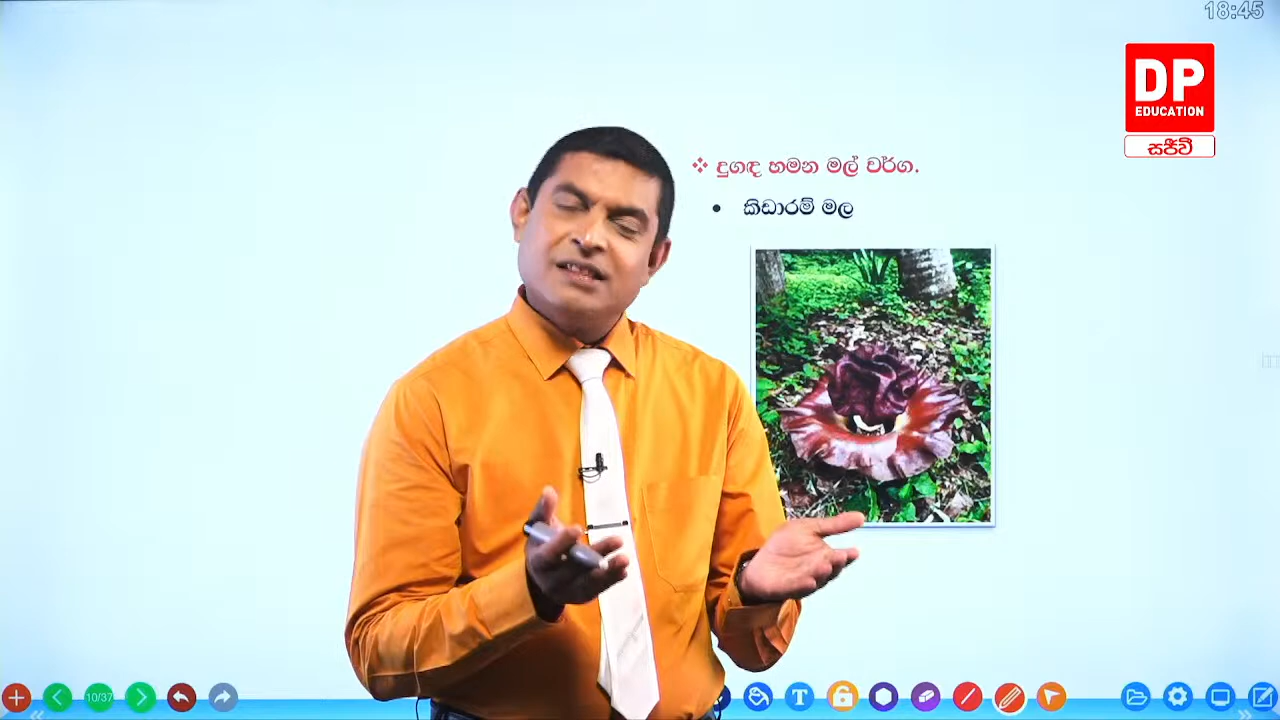 18:45
DP
EDUCATION
සජීවී
❖ දුගඳ හමන මල් වර්ග.
• කිඩාරම් මල
10/37
T